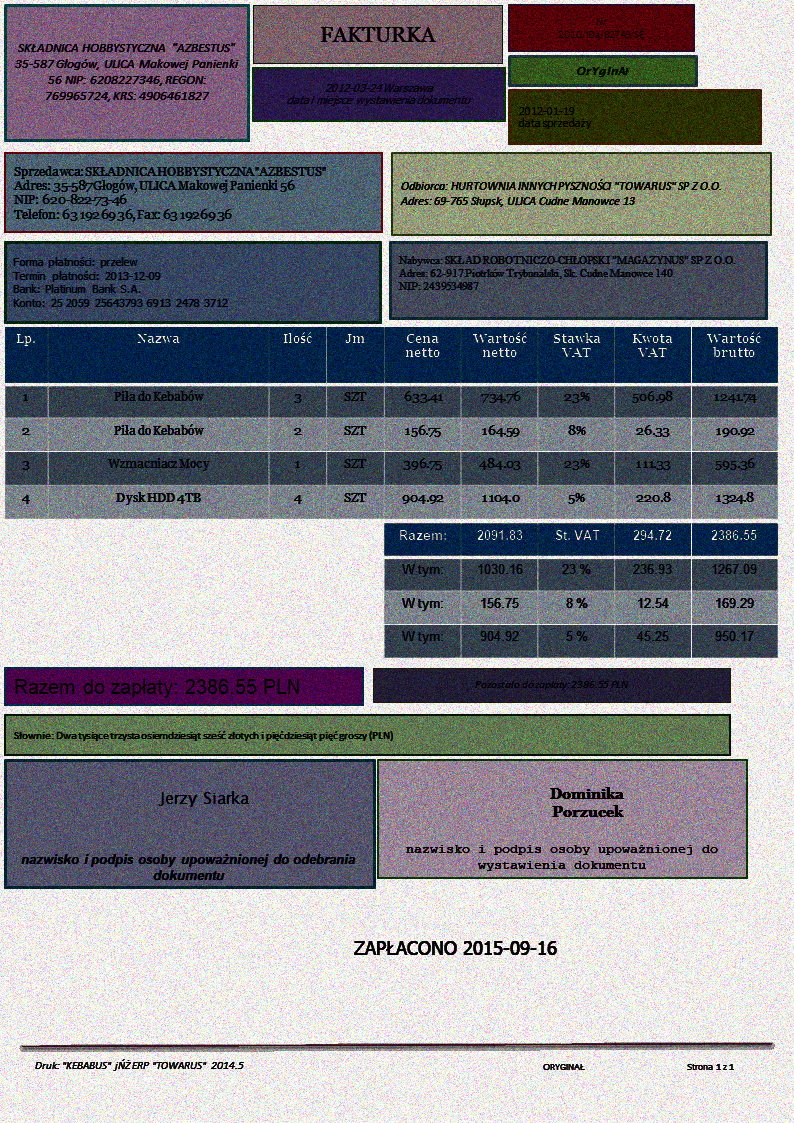 SKŁADNICA HOBBYSTYCZNA "AZBESTUS"
35-587 Głogów, ULICA Makowej Panienki
56 NIP: 6208227346, REGON:
769965724, KRS: 4906461827
FAKTURKA
2012-03-24 Warszawa
data i miejsce wystawienia dokumentu
OrYgInAł
2012-01-19
data sprzedaży
Sprzedawca: SKŁADNICA HOBBYSTYCZNA "AZBESTUS"
Adres: 35-587 Głogów, ULICA Makowej Panienki 56
NIP: 620-822-73-46
Telefon: 63 192 69 36, Fax: 63 192 69 36
Odbiorca: HURTOWNIA INNYCH PYSZNOŚCI "TOWARUS" SP Z O.O.
Adres: 69-765 Słupsk, ULICA Cudne Manowce 13
Forma płatności: przelew
Termin płatności: 2013-12-09
Bank: Platinum Bank S.A.
Konto: 25 2059 25643793 6913 2478 3712
Nabywca: SKŁAD ROBOTNICZO-CHŁOPSKI "MAGAZYNUS" SP Z O.O.
Adres: 62-917 Piotrków Trybunalski, Sk. Cudne Manowce 140
NIP: 2439534987
Lp. Nazwa Ilość Jm Cena netto Wartość netto Stawka VAT Kwota VAT Wartość brutto
1 Piła do Kebabów 3 SZT 633.41 734.76 23% 506.98 1241.74
2 Piła do Kebabów 2 SZT 156.75 164.59 8% 26.33 190.92
3 Wzmacniacz Mocy 1 SZT 396.75 484.03 23% 111.33 595.36
4 Dysk HDD 4TB 4 SZT 904.92 1104.0 5% 220.8 1324.8
Razem: 2091.83 St. VAT 294.72 2386.55
W tym: 1030.16 23 % 236.93 1267.09
W tym: 156.75 8 % 12.54 169.29
W tym: 904.92 5 % 45.25 950.17
Razem do zapłaty: 2386.55 PLN
Pozostało do zapłaty: 2386.55 PLN
Słownie: Dwa tysiące trzysta osiemdziesiąt sześć złotych i pięćdziesiąt pięć groszy (PLN)
Jerzy Siarka
nazwisko i podpis osoby upoważnionej do odebrania
dokumentu
Dominika
Porzucek
nazwisko i podpis osoby upoważnionej do
wystawienia dokumentu
ZAPŁACONO 2015-09-16
Druk: "KEBABUS" jŃŻERP "TOWARUS" 2014.5
ORYGINAŁ
Strona 1 z 1